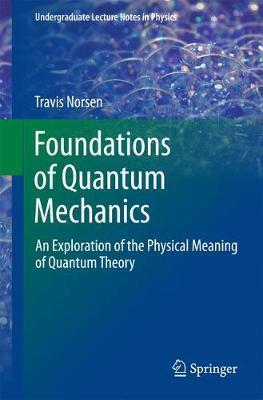 Undergraduate Lecture Notes in Physics
Travis Norsen
Foundations
of Quantum
Mechanics
An Exploration of the Physical Meaning
of Quantum Theory
Springer